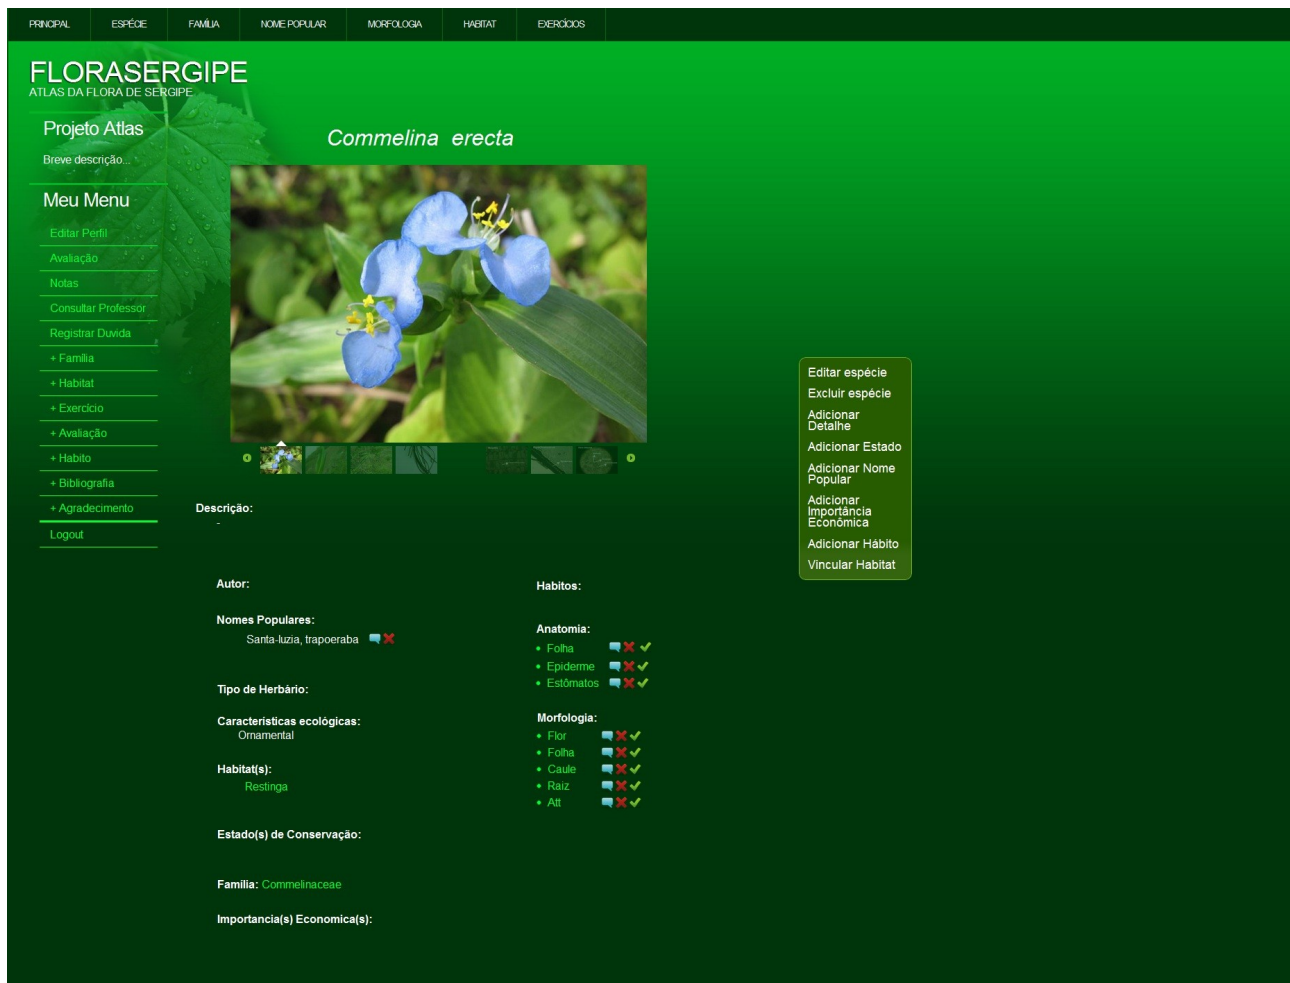 PRINCIPAL
ESPÉCIE
FAMÍLIA
NOME POPULAR
MORFOLOGIA
HABITAT
EXERCÍCIOS
FLORASERGIPE
ATLAS DA FLORA DE SERGIPE
Projeto Atlas
Breve descrição...
Meu Menu
Editar Perfil
Avaliação
Notas
Consultar Professor
Registrar Duvida
+ Família
+ Habitat
+ Exercício
+ Avaliação
+ Habito
+ Bibliografia
+ Agradecimento
Logout
Commelina erecta
Descrição:
-
Autor:
Nomes Populares:
Santa-luzia, trapoeraba
Tipo de Herbário:
Caracteristicas ecológicas:
Ornamental
Habitat(s):
Restinga
Estado(s) de Conservação:
Família: Commelinaceae
Importancia(s) Economica(s):
Habitos:
Anatomia:
• Folha
• Epiderme
• Estômatos
Morfologia:
• Flor
• Folha
• Caule
• Raiz
• Att
Editar espécie
Excluir espécie
Adicionar
Detalhe
Adicionar Estado
Adicionar Nome
Popular
Adicionar
Importância
Econômica
Adicionar Hábito
Vincular Habitat